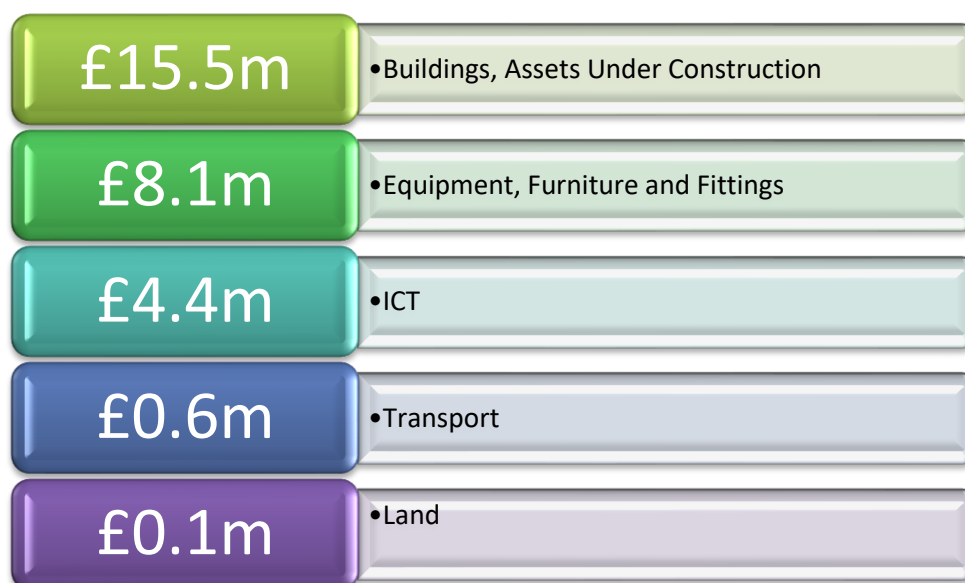 £15.5m
•Buildings, Assets Under Construction
£8.1m
•Equipment, Furniture and Fittings
£4.4m
•ICT
£0.6m
•Transport
£0.1m
•Land